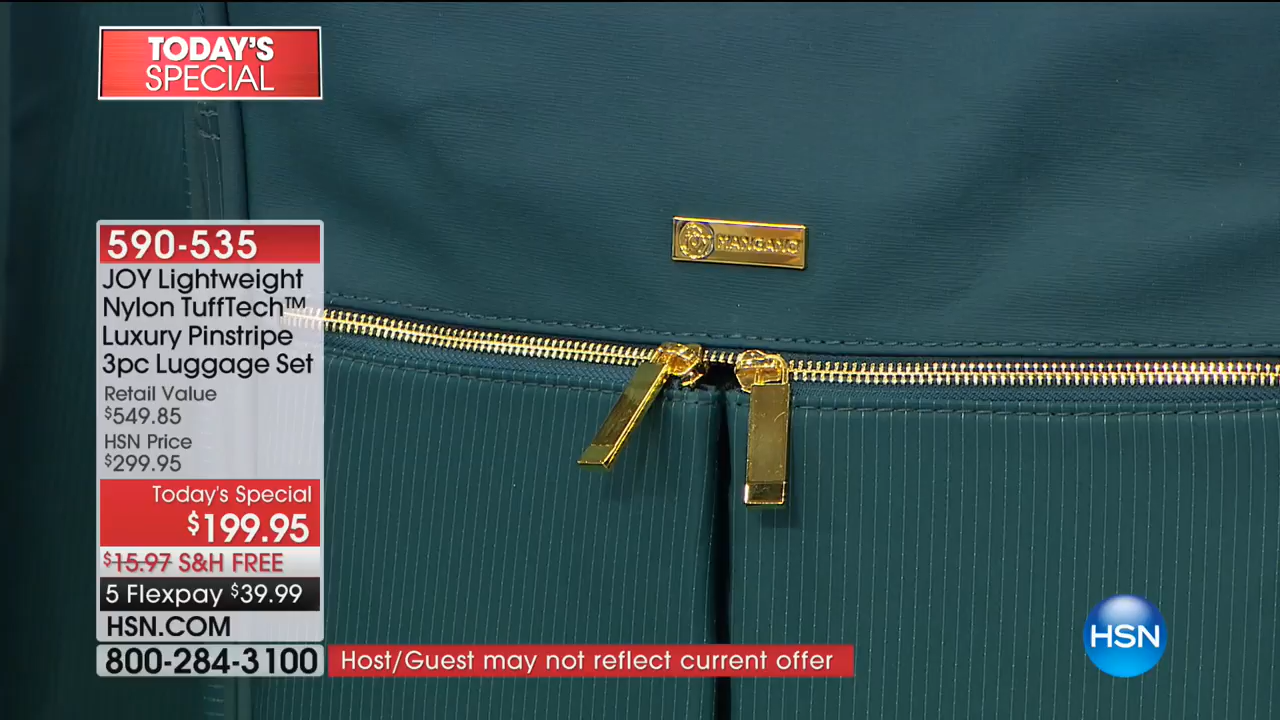 TODAY'S
SPECIAL
590-535
JOY Lightweight
Nylon TuffTech™
Luxury Pinstripe
3pc Luggage Set
Retail Value
$549.85
HSN Price
$299.95
Today's Special
$199.95
$15.97 S&H FREE
5 Flexpay $39.99
HSN.COM
800-284-3100
Host/Guest may not reflect current offer
JOY MANGANO
HSN